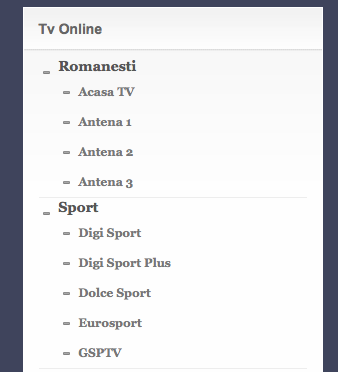 Tv Online
Romanesti
Acasa TV
Antena 1
Antena 2
Antena 3
Sport
Digi Sport
Digi Sport Plus
Dolce Sport
Eurosport
GSPTV